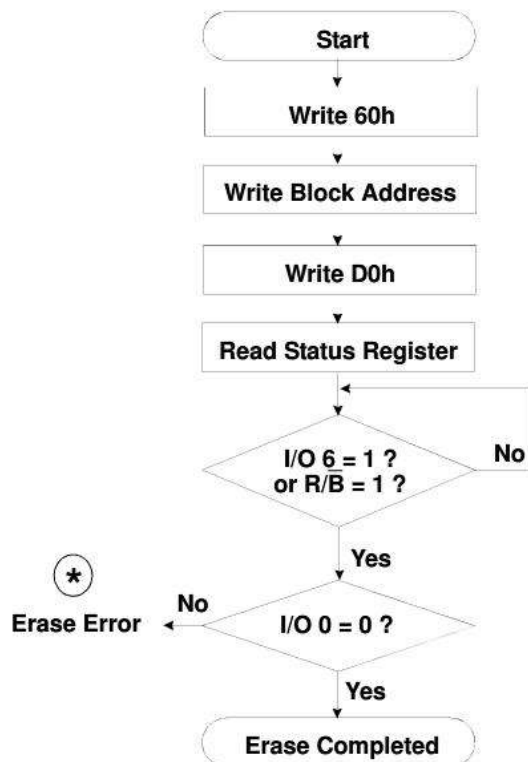 Start
Write 60h
Write Block Address
Write D0h
Read Status Register
I/O 6 = 1 ?
or R/B̅ = 1 ?
No
Yes
*
No
Erase Error
I/O 0 = 0 ?
Yes
Erase Completed